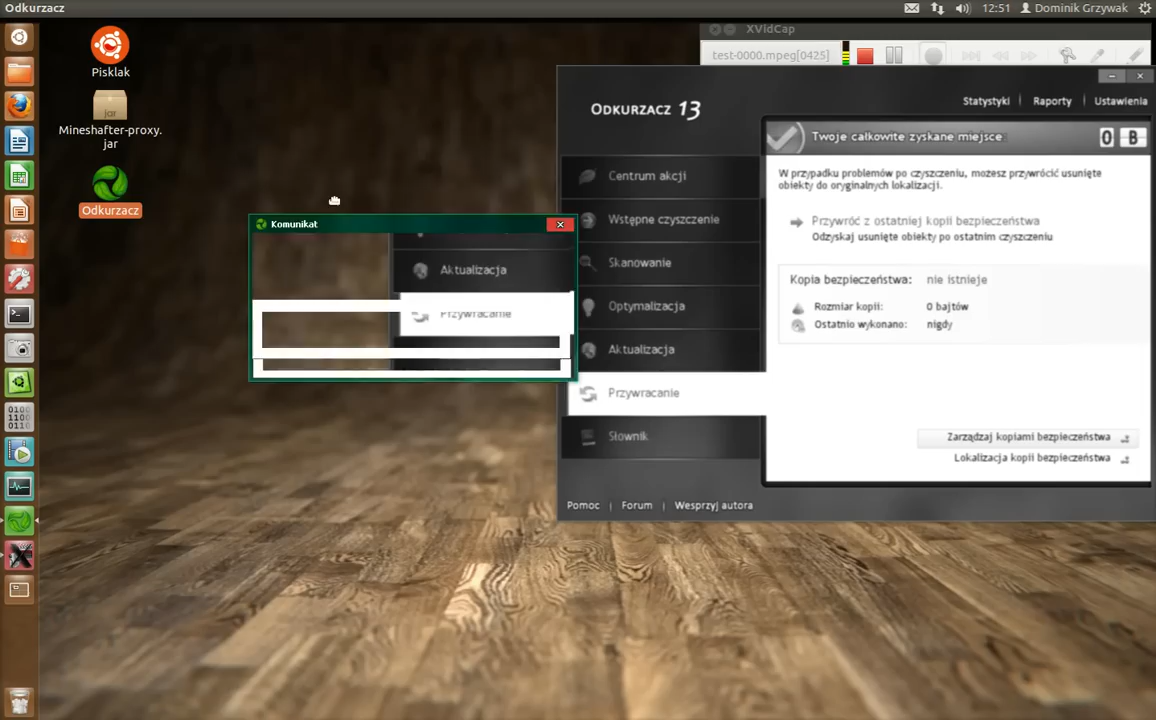 Odkurzacz
12:51
Dominik Grzywak
Pisklak
Mineshafter-proxy.
jar
jar
Odkurzacz
XVidCap
test-0000.mpeg[0425]
Odkurzacz 13
Statystyki
Raporty
Ustawienia
Twoje całkowite zyskane miejsce:
0 B
Centrum akcji
Wstępne czyszczenie
Skanowanie
Optymalizacja
Aktualizacja
Przywracanie
Słownik
W przypadku problemów po czyszczeniu, możesz przywrócić usunięte
obiekty do oryginalnych lokalizacji.
Przywróć z ostatniej kopii bezpieczeństwa
Odzyskaj usunięte obiekty po ostatnim czyszczeniu
Kopia bezpieczeństwa: nie istnieje
Rozmiar kopii: 0 bajtów
Ostatnio wykonano: nigdy
Zarządzaj kopiami bezpieczeństwa
Lokalizacja kopii bezpieczeństwa
Pomoc
Forum
Wesprzyj autora
Komunikat
Aktualizacja
Przywracanie